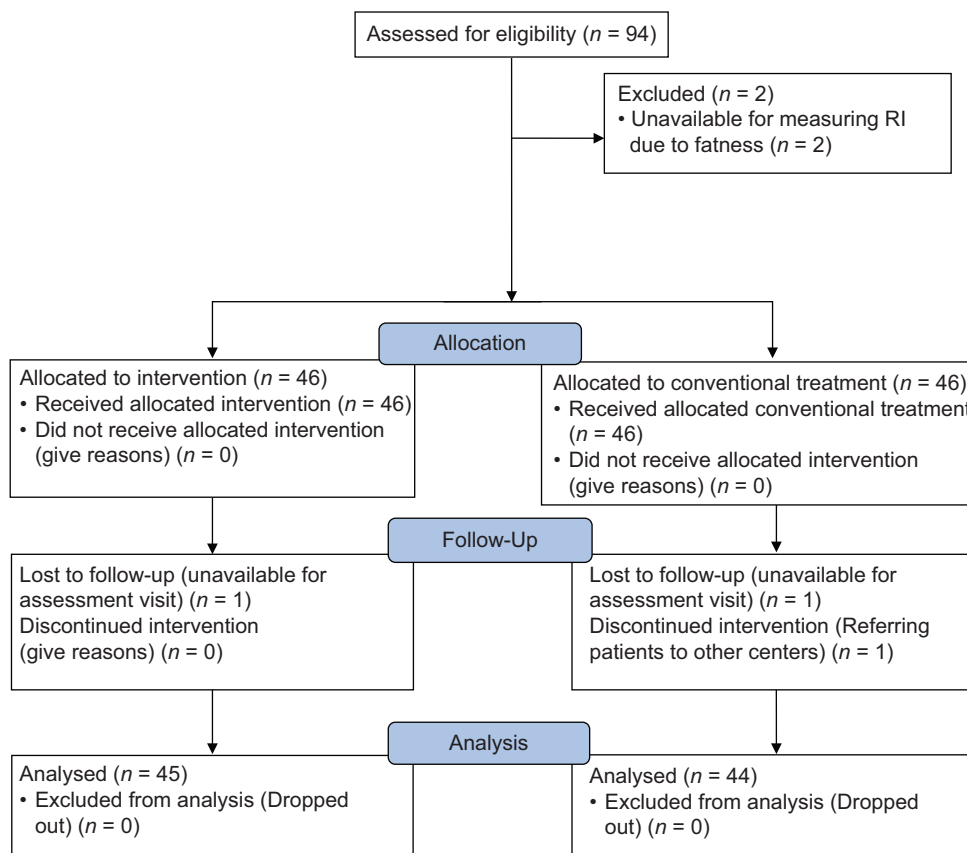 Assessed for eligibility (n = 94)
Excluded (n = 2)
• Unavailable for measuring RI
due to fatness (n = 2)
Allocation
Allocated to intervention (n = 46)
• Received allocated intervention (n = 46)
• Did not receive allocated intervention
(give reasons) (n = 0)
Allocated to conventional treatment (n = 46)
• Received allocated conventional treatment
(n = 46)
• Did not receive allocated intervention
(give reasons) (n = 0)
Follow-Up
Lost to follow-up (unavailable for
assessment visit) (n = 1)
Discontinued intervention
(give reasons) (n = 0)
Lost to follow-up (unavailable for
assessment visit) (n = 1)
Discontinued intervention (Referring
patients to other centers) (n = 1)
Analysis
Analysed (n = 45)
• Excluded from analysis (Dropped
out) (n = 0)
Analysed (n = 44)
• Excluded from analysis (Dropped
out) (n = 0)